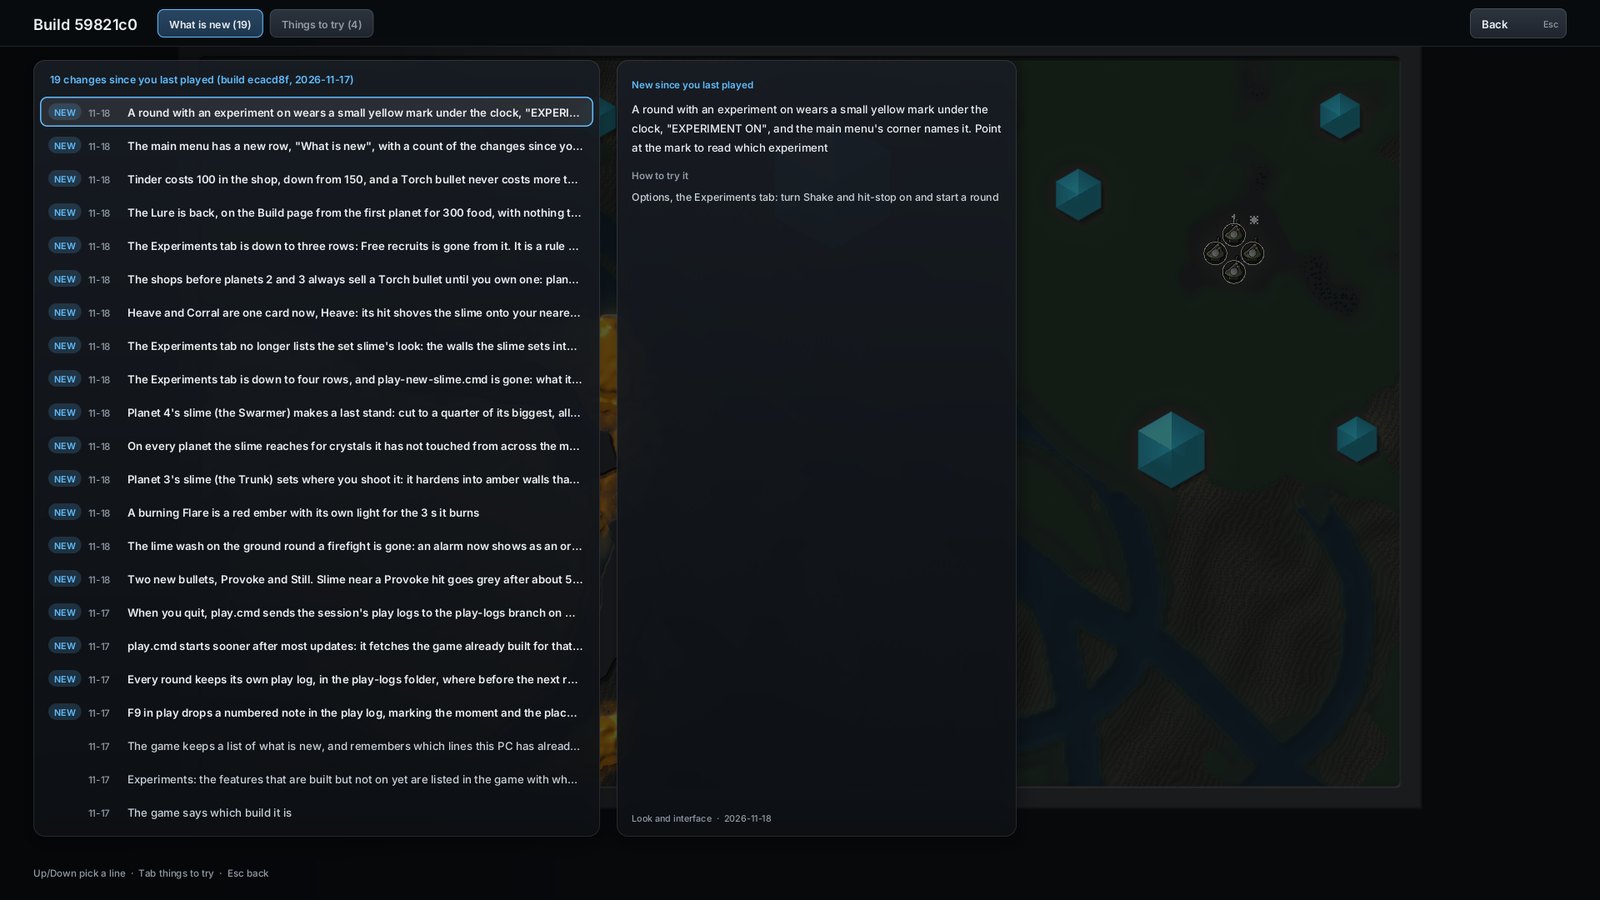 Build 59821c0
What is new (19)
Things to try (4)
Back Esc
19 changes since you last played (build ecacd8f, 2026-11-17)
NEW 11-18 A round with an experiment on wears a small yellow mark under the clock, "EXPERI...
NEW 11-18 The main menu has a new row, "What is new", with a count of the changes since yo...
NEW 11-18 Tinder costs 100 in the shop, down from 150, and a Torch bullet never costs more t...
NEW 11-18 The Lure is back, on the Build page from the first planet for 300 food, with nothing t...
NEW 11-18 The Experiments tab is down to three rows: Free recruits is gone from it. It is a rule ...
NEW 11-18 The shops before planets 2 and 3 always sell a Torch bullet until you own one: plan...
NEW 11-18 Heave and Corral are one card now, Heave: its hit shoves the slime onto your neare...
NEW 11-18 The Experiments tab no longer lists the set slime's look: the walls the slime sets int...
NEW 11-18 The Experiments tab is down to four rows, and play-new-slime.cmd is gone: what it...
NEW 11-18 Planet 4's slime (the Swarmer) makes a last stand: cut to a quarter of its biggest, all...
NEW 11-18 On every planet the slime reaches for crystals it has not touched from across the m...
NEW 11-18 Planet 3's slime (the Trunk) sets where you shoot it: it hardens into amber walls tha...
NEW 11-18 A burning Flare is a red ember with its own light for the 3 s it burns
NEW 11-18 The lime wash on the ground round a firefight is gone: an alarm now shows as an or...
NEW 11-18 Two new bullets, Provoke and Still. Slime near a Provoke hit goes grey after about 5...
NEW 11-17 When you quit, play.cmd sends the session's play logs to the play-logs branch on ...
NEW 11-17 play.cmd starts sooner after most updates: it fetches the game already built for that...
NEW 11-17 Every round keeps its own play log, in the play-logs folder, where before the next r...
NEW 11-17 F9 in play drops a numbered note in the play log, marking the moment and the plac...
11-17 The game keeps a list of what is new, and remembers which lines this PC has alread...
11-17 Experiments: the features that are built but not on yet are listed in the game with wh...
11-17 The game says which build it is
New since you last played
A round with an experiment on wears a small yellow mark under the
clock, "EXPERIMENT ON", and the main menu's corner names it. Point
at the mark to read which experiment
How to try it
Options, the Experiments tab: turn Shake and hit-stop on and start a round
Look and interface · 2026-11-18
Up/Down pick a line · Tab things to try · Esc back